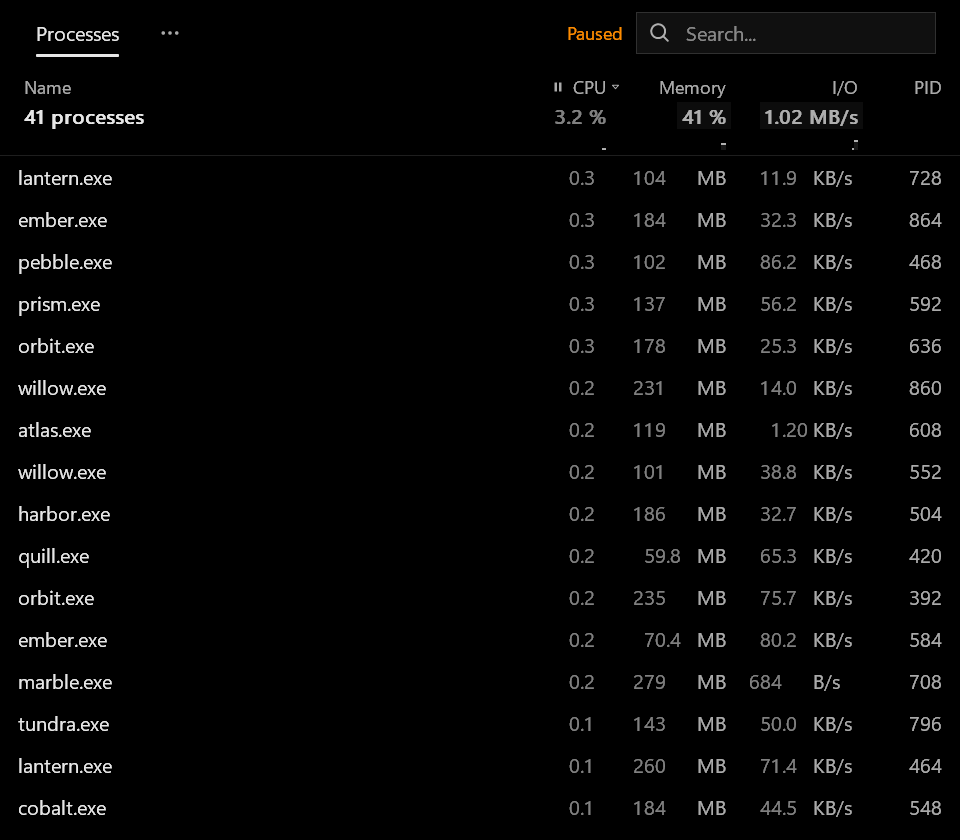 Processes ... Paused Search...
Name CPU Memory I/O PID
41 processes 3.2 % 41 % 1.02 MB/s
lantern.exe 0.3 104 MB 11.9 KB/s 728
ember.exe 0.3 184 MB 32.3 KB/s 864
pebble.exe 0.3 102 MB 86.2 KB/s 468
prism.exe 0.3 137 MB 56.2 KB/s 592
orbit.exe 0.3 178 MB 25.3 KB/s 636
willow.exe 0.2 231 MB 14.0 KB/s 860
atlas.exe 0.2 119 MB 1.20 KB/s 608
willow.exe 0.2 101 MB 38.8 KB/s 552
harbor.exe 0.2 186 MB 32.7 KB/s 504
quill.exe 0.2 59.8 MB 65.3 KB/s 420
orbit.exe 0.2 235 MB 75.7 KB/s 392
ember.exe 0.2 70.4 MB 80.2 KB/s 584
marble.exe 0.2 279 MB 684 B/s 708
tundra.exe 0.1 143 MB 50.0 KB/s 796
lantern.exe 0.1 260 MB 71.4 KB/s 464
cobalt.exe 0.1 184 MB 44.5 KB/s 548